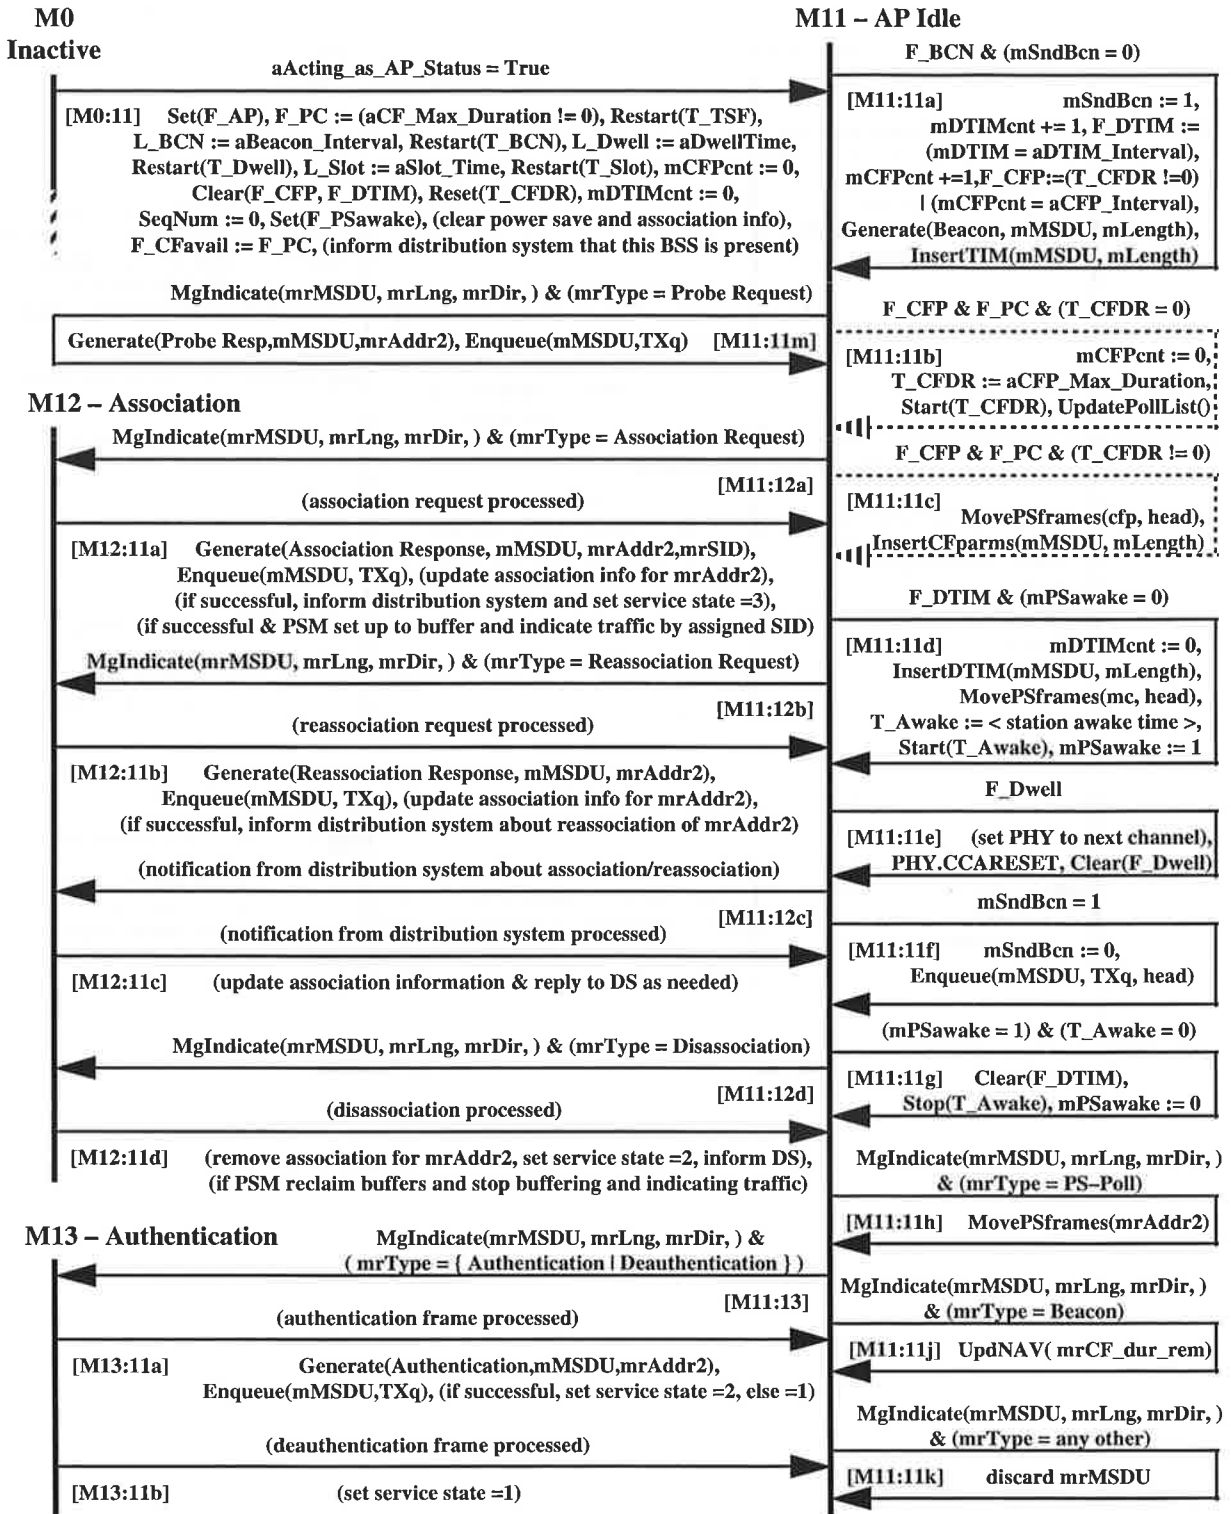 M0
Inactive
aActing_as_AP_Status = True
[M0:11] Set(F_AP), F_PC := (aCF_Max_Duration != 0), Restart(T_TSF),
L_BCN := aBeacon_Interval, Restart(T_BCN), L_Dwell := aDwellTime,
Restart(T_Dwell), L_Slot := aSlot_Time, Restart(T_Slot), mCFPcnt := 0,
Clear(F_CFP, F_DTIM), Reset(T_CFDR), mDTIMcnt := 0,
SeqNum := 0, Set(F_PSawake), (clear power save and association info),
F_CFavail := F_PC, (inform distribution system that this BSS is present)
MgIndicate(mrMSDU, mrLng, mrDir, ) & (mrType = Probe Request)
Generate(Probe Resp,mMSDU,mrAddr2), Enqueue(mMSDU,TXq) [M11:11m]
M12 – Association
MgIndicate(mrMSDU, mrLng, mrDir, ) & (mrType = Association Request)
[M11:12a]
(association request processed)
[M12:11a] Generate(Association Response, mMSDU, mrAddr2,mrSID),
Enqueue(mMSDU, TXq), (update association info for mrAddr2),
(if successful, inform distribution system and set service state =3),
(if successful & PSM set up to buffer and indicate traffic by assigned SID)
MgIndicate(mrMSDU, mrLng, mrDir, ) & (mrType = Reassociation Request)
[M11:12b]
(reassociation request processed)
[M12:11b] Generate(Reassociation Response, mMSDU, mrAddr2),
Enqueue(mMSDU, TXq), (update association info for mrAddr2),
(if successful, inform distribution system about reassociation of mrAddr2)
(notification from distribution system about association/reassociation)
[M11:12c]
(notification from distribution system processed)
[M12:11c] (update association information & reply to DS as needed)
MgIndicate(mrMSDU, mrLng, mrDir, ) & (mrType = Disassociation)
[M11:12d]
(disassociation processed)
[M12:11d] (remove association for mrAddr2, set service state =2, inform DS),
(if PSM reclaim buffers and stop buffering and indicating traffic)
M13 – Authentication
MgIndicate(mrMSDU, mrLng, mrDir, ) &
( mrType = { Authentication | Deauthentication } )
[M11:13]
(authentication frame processed)
[M13:11a] Generate(Authentication,mMSDU,mrAddr2),
Enqueue(mMSDU,TXq), (if successful, set service state =2, else =1)
(deauthentication frame processed)
[M13:11b] (set service state =1)
M11 – AP Idle
F_BCN & (mSndBcn = 0)
[M11:11a] mSndBcn := 1,
mDTIMcnt += 1, F_DTIM :=
(mDTIM = aDTIM_Interval),
mCFPcnt +=1,F_CFP:=(T_CFDR !=0)
| (mCFPcnt = aCFP_Interval),
Generate(Beacon, mMSDU, mLength),
InsertTIM(mMSDU, mLength)
F_CFP & F_PC & (T_CFDR = 0)
[M11:11b] mCFPcnt := 0,
T_CFDR := aCFP_Max_Duration,
Start(T_CFDR), UpdatePollList()
F_CFP & F_PC & (T_CFDR != 0)
[M11:11c]
MovePSframes(cfp, head),
InsertCFparms(mMSDU, mLength)
F_DTIM & (mPSawake = 0)
[M11:11d] mDTIMcnt := 0,
InsertDTIM(mMSDU, mLength),
MovePSframes(mc, head),
T_Awake := < station awake time >,
Start(T_Awake), mPSawake := 1
F_Dwell
[M11:11e] (set PHY to next channel),
PHY.CCARESET, Clear(F_Dwell)
mSndBcn = 1
[M11:11f] mSndBcn := 0,
Enqueue(mMSDU, TXq, head)
(mPSawake = 1) & (T_Awake = 0)
[M11:11g] Clear(F_DTIM),
Stop(T_Awake), mPSawake := 0
MgIndicate(mrMSDU, mrLng, mrDir, )
& (mrType = PS–Poll)
[M11:11h] MovePSframes(mrAddr2)
MgIndicate(mrMSDU, mrLng, mrDir, )
& (mrType = Beacon)
[M11:11j] UpdNAV( mrCF_dur_rem)
MgIndicate(mrMSDU, mrLng, mrDir, )
& (mrType = any other)
[M11:11k] discard mrMSDU